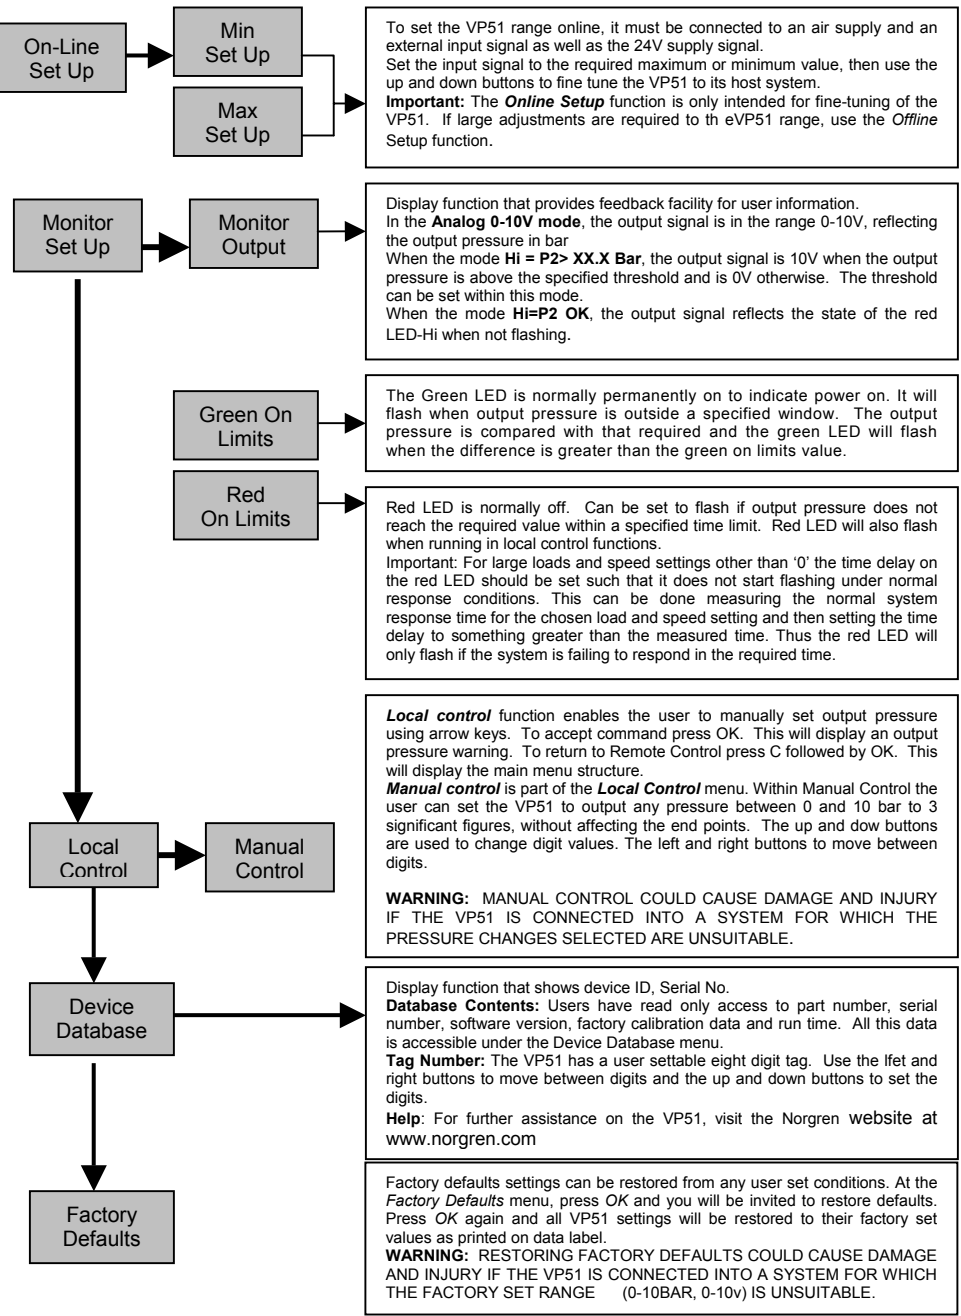 On-Line
Set Up
Min
Set Up
Max
Set Up
To set the VP51 range online, it must be connected to an air supply and an
external input signal as well as the 24V supply signal.
Set the input signal to the required maximum or minimum value, then use the
up and down buttons to fine tune the VP51 to its host system.
Important: The Online Setup function is only intended for fine-tuning of the
VP51. If large adjustments are required to th eVP51 range, use the Offline
Setup function.
Monitor
Set Up
Monitor
Output
Display function that provides feedback facility for user information.
In the Analog 0-10V mode, the output signal is in the range 0-10V, reflecting
the output pressure in bar
When the mode Hi = P2> XX.X Bar, the output signal is 10V when the output
pressure is above the specified threshold and is 0V otherwise. The threshold
can be set within this mode.
When the mode Hi=P2 OK, the output signal reflects the state of the red
LED-Hi when not flashing.
Green On
Limits
The Green LED is normally permanently on to indicate power on. It will
flash when output pressure is outside a specified window. The output
pressure is compared with that required and the green LED will flash
when the difference is greater than the green on limits value.
Red
On Limits
Red LED is normally off. Can be set to flash if output pressure does not
reach the required value within a specified time limit. Red LED will also flash
when running in local control functions.
Important: For large loads and speed settings other than ‘0’ the time delay on
the red LED should be set such that it does not start flashing under normal
response conditions. This can be done measuring the normal system
response time for the chosen load and speed setting and then setting the time
delay to something greater than the measured time. Thus the red LED will
only flash if the system is failing to respond in the required time.
Local
Control
Manual
Control
Local control function enables the user to manually set output pressure
using arrow keys. To accept command press OK. This will display an output
pressure warning. To return to Remote Control press C followed by OK. This
will display the main menu structure.
Manual control is part of the Local Control menu. Within Manual Control the
user can set the VP51 to output any pressure between 0 and 10 bar to 3
significant figures, without affecting the end points. The up and dow buttons
are used to change digit values. The left and right buttons to move between
digits.
WARNING: MANUAL CONTROL COULD CAUSE DAMAGE AND INJURY
IF THE VP51 IS CONNECTED INTO A SYSTEM FOR WHICH THE
PRESSURE CHANGES SELECTED ARE UNSUITABLE.
Device
Database
Display function that shows device ID, Serial No.
Database Contents: Users have read only access to part number, serial
number, software version, factory calibration data and run time. All this data
is accessible under the Device Database menu.
Tag Number: The VP51 has a user settable eight digit tag. Use the lfet and
right buttons to move between digits and the up and down buttons to set the
digits.
Help: For further assistance on the VP51, visit the Norgren website at
www.norgren.com
Factory
Defaults
Factory defaults settings can be restored from any user set conditions. At the
Factory Defaults menu, press OK and you will be invited to restore defaults.
Press OK again and all VP51 settings will be restored to their factory set
values as printed on data label.
WARNING: RESTORING FACTORY DEFAULTS COULD CAUSE DAMAGE
AND INJURY IF THE VP51 IS CONNECTED INTO A SYSTEM FOR WHICH
THE FACTORY SET RANGE (0-10BAR, 0-10v) IS UNSUITABLE.